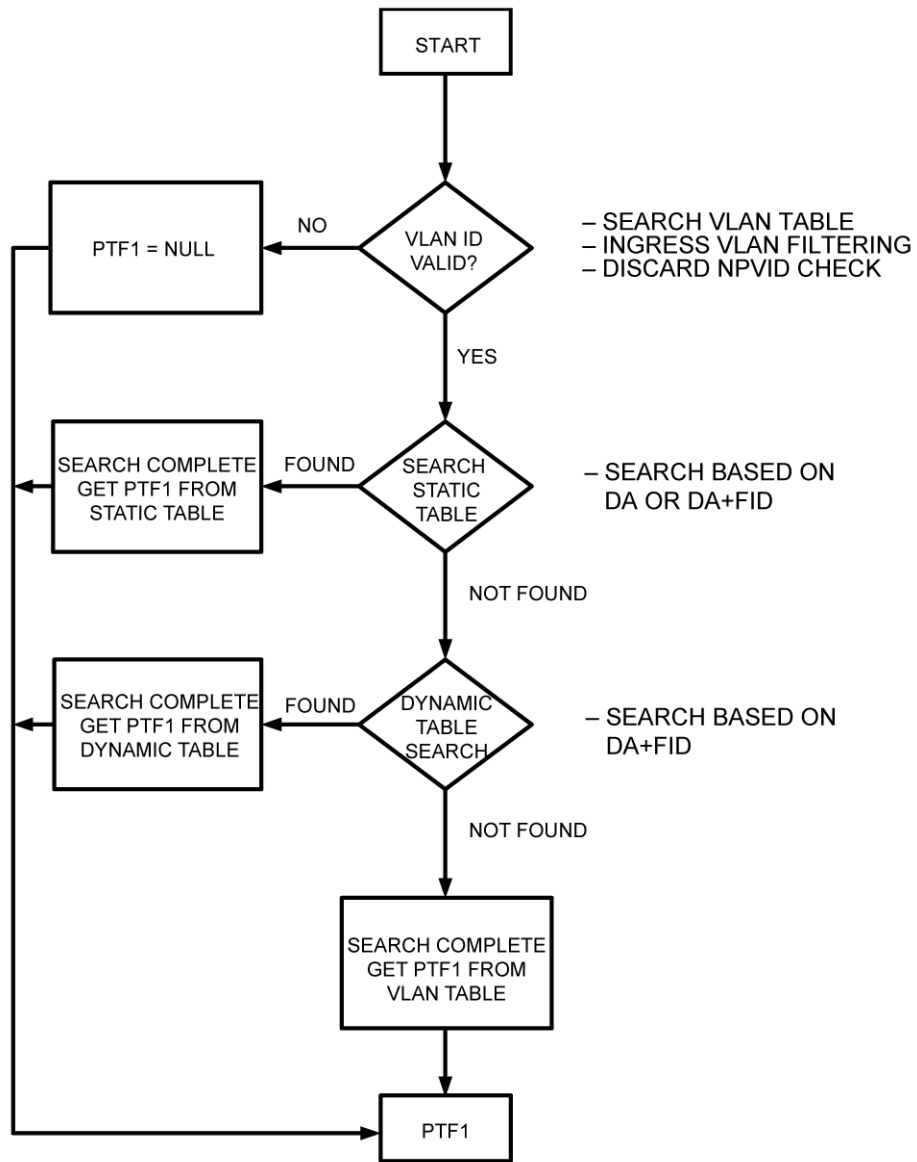 START
NO
VLAN ID
VALID?
PTF1 = NULL
– SEARCH VLAN TABLE
– INGRESS VLAN FILTERING
– DISCARD NPVID CHECK
YES
SEARCH COMPLETE
GET PTF1 FROM
STATIC TABLE
FOUND
SEARCH
STATIC
TABLE
– SEARCH BASED ON
DA OR DA+FID
NOT FOUND
SEARCH COMPLETE
GET PTF1 FROM
DYNAMIC TABLE
FOUND
DYNAMIC
TABLE
SEARCH
– SEARCH BASED ON
DA+FID
NOT FOUND
SEARCH COMPLETE
GET PTF1 FROM
VLAN TABLE
PTF1